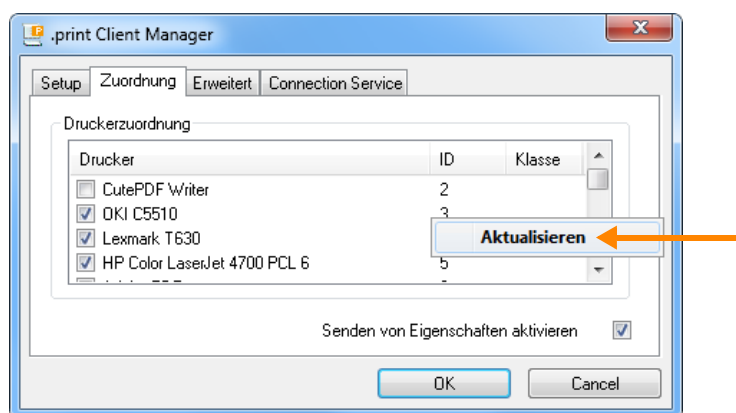 .print Client Manager
Setup Zuordnung Erweitert Connection Service
Druckerzuordnung
Drucker ID Klasse
CutePDF Writer 2
OKI C5510 3
Aktualisieren
Lexmark T630
HP Color LaserJet 4700 PCL 6 5
Senden von Eigenschaften aktivieren
OK Cancel